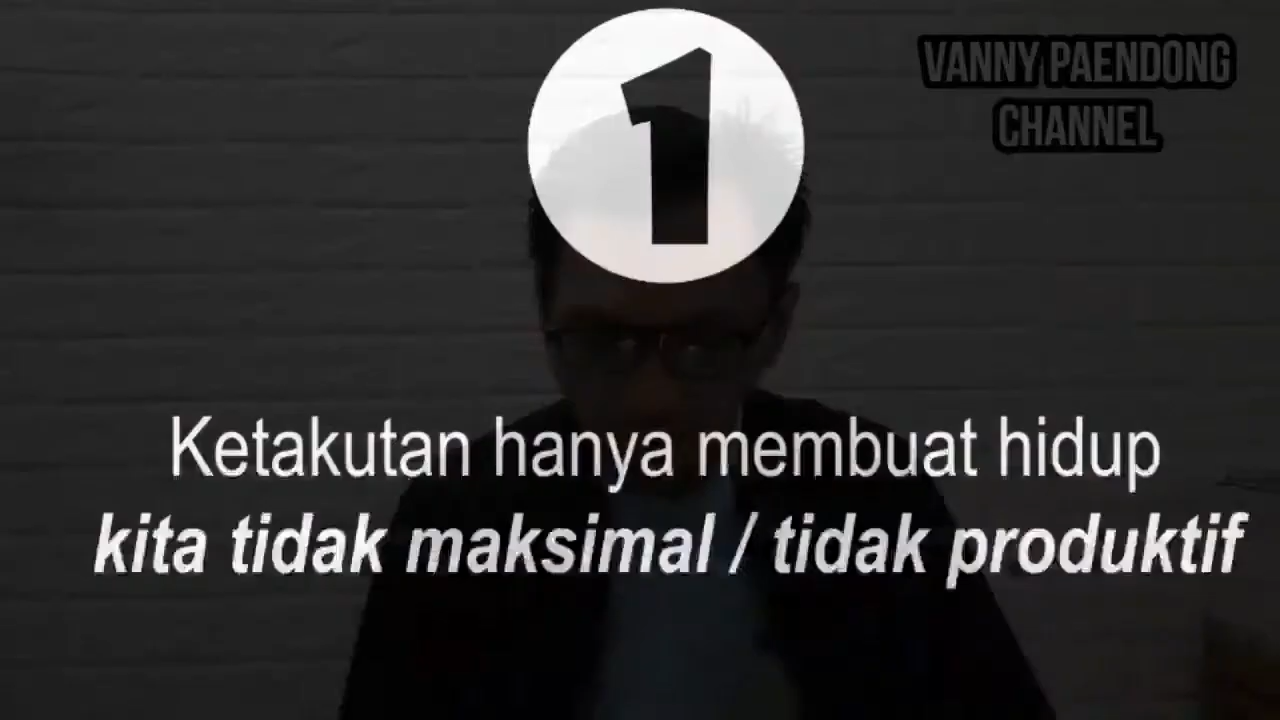 1
VANNY PAENDONG
CHANNEL
Ketakutan hanya membuat hidup
kita tidak maksimal / tidak produktif